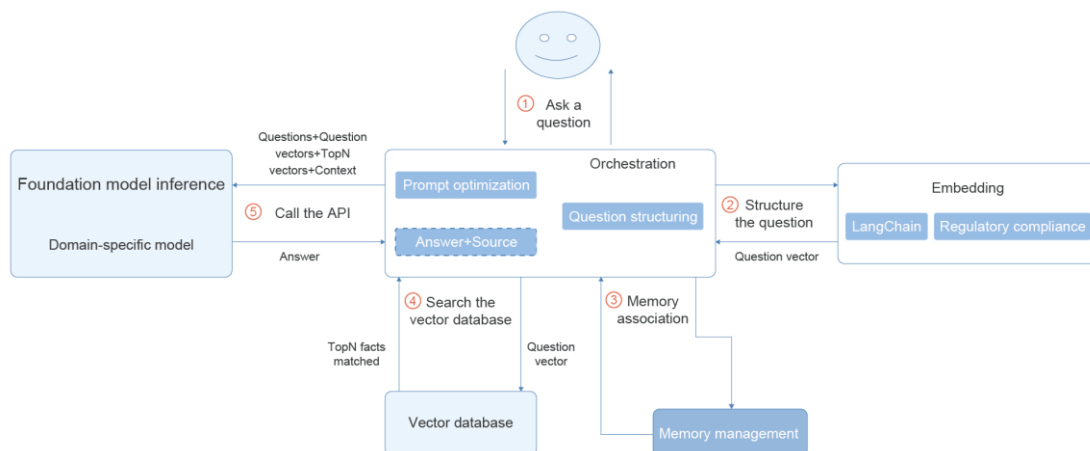 ① Ask a
question
Questions+Question
vectors+TopN
vectors+Context
Orchestration
Foundation model inference
Prompt optimization
Embedding
⑤ Call the API
Question structuring
② Structure
the question
LangChain
Regulatory compliance
Domain-specific model
Answer+Source
Answer
Question vector
④ Search the
vector database
③ Memory
association
TopN facts
matched
Question
vector
Vector database
Memory management